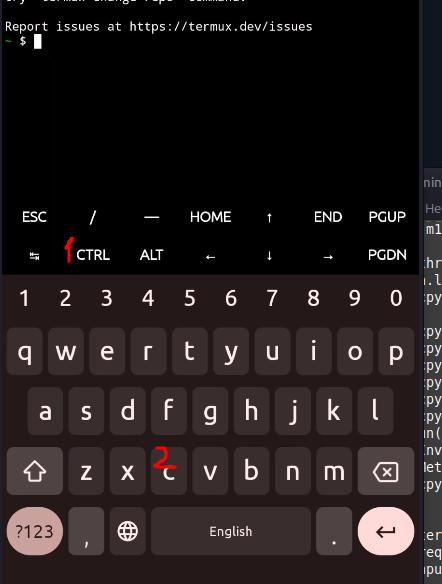 Report issues at https://termux.dev/issues
~ $
ESC / — HOME ↑ END PGUP
↹ CTRL ALT ← ↓ → PGDN
1
1 2 3 4 5 6 7 8 9 0
q w e r t y u i o p
a s d f g h j k l
2
z x c v b n m
?123 , English .